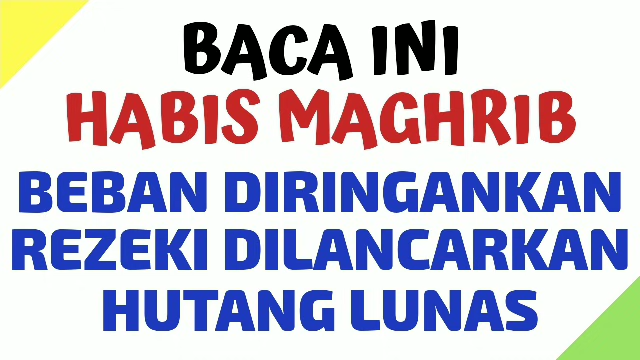 BACA INI
HABIS MAGHRIB
BEBAN DIRINGANKAN
REZEKI DILANCARKAN
HUTANG LUNAS